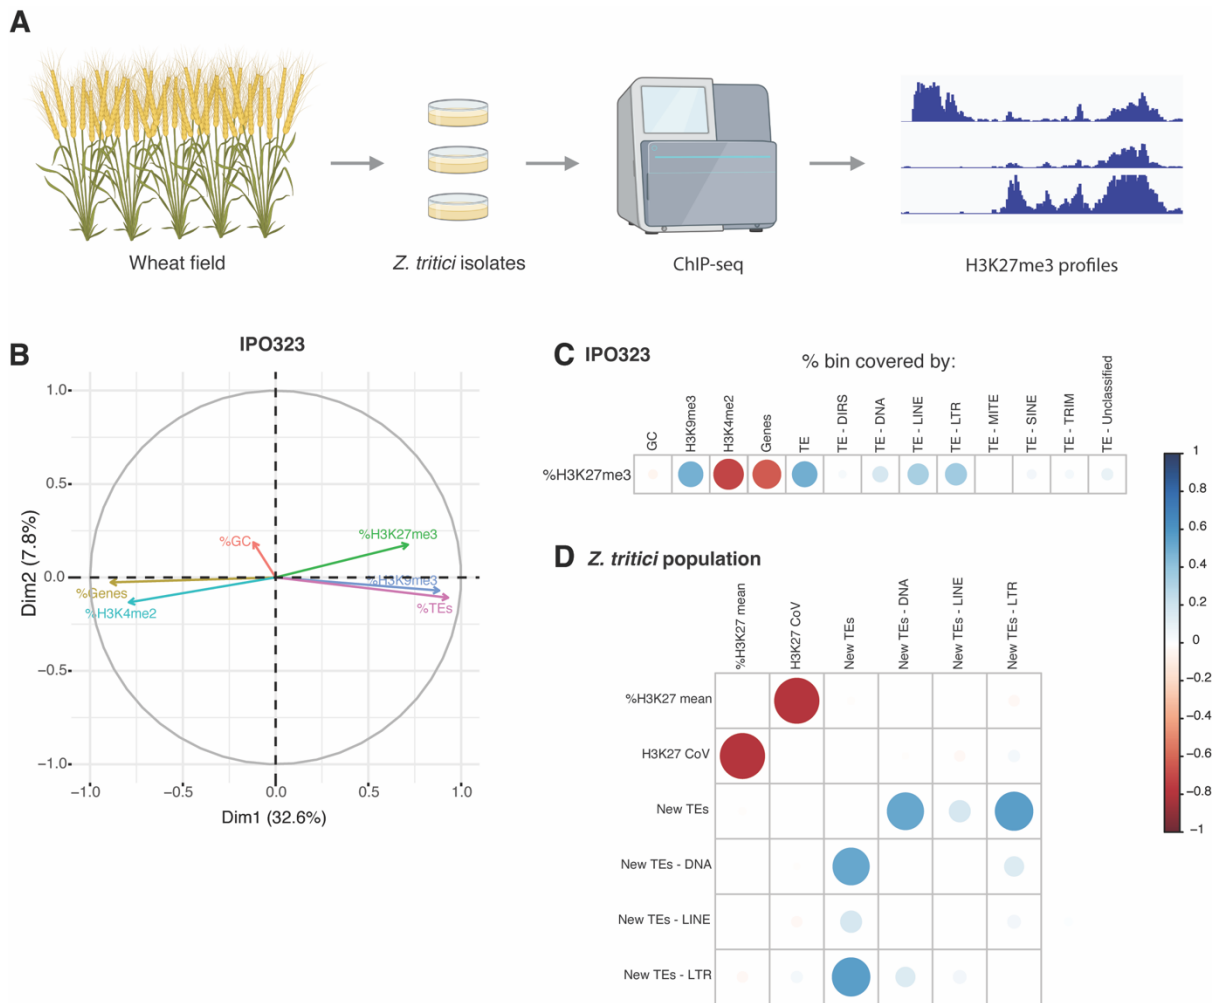 A
Wheat field
Z. tritici isolates
ChIP-seq
H3K27me3 profiles
B
IPO323
1.0
0.5
0.0
−0.5
−1.0
Dim2 (7.8%)
%GC
%H3K27me3
%H3K9me3
%Genes
%TEs
%H3K4me2
−1.0
−0.5
0.0
0.5
1.0
Dim1 (32.6%)
C IPO323
% bin covered by:
GC
H3K9me3
H3K4me2
Genes
TE
TE - DIRS
TE - DNA
TE - LINE
TE - LTR
TE - MITE
TE - SINE
TE - TRIM
TE - Unclassified
%H3K27me3
1
0.8
0.6
0.4
0.2
0
−0.2
−0.4
−0.6
−0.8
−1
D Z. tritici population
%H3K27 mean
H3K27 CoV
New TEs
New TEs - DNA
New TEs - LINE
New TEs - LTR
%H3K27 mean
H3K27 CoV
New TEs
New TEs - DNA
New TEs - LINE
New TEs - LTR